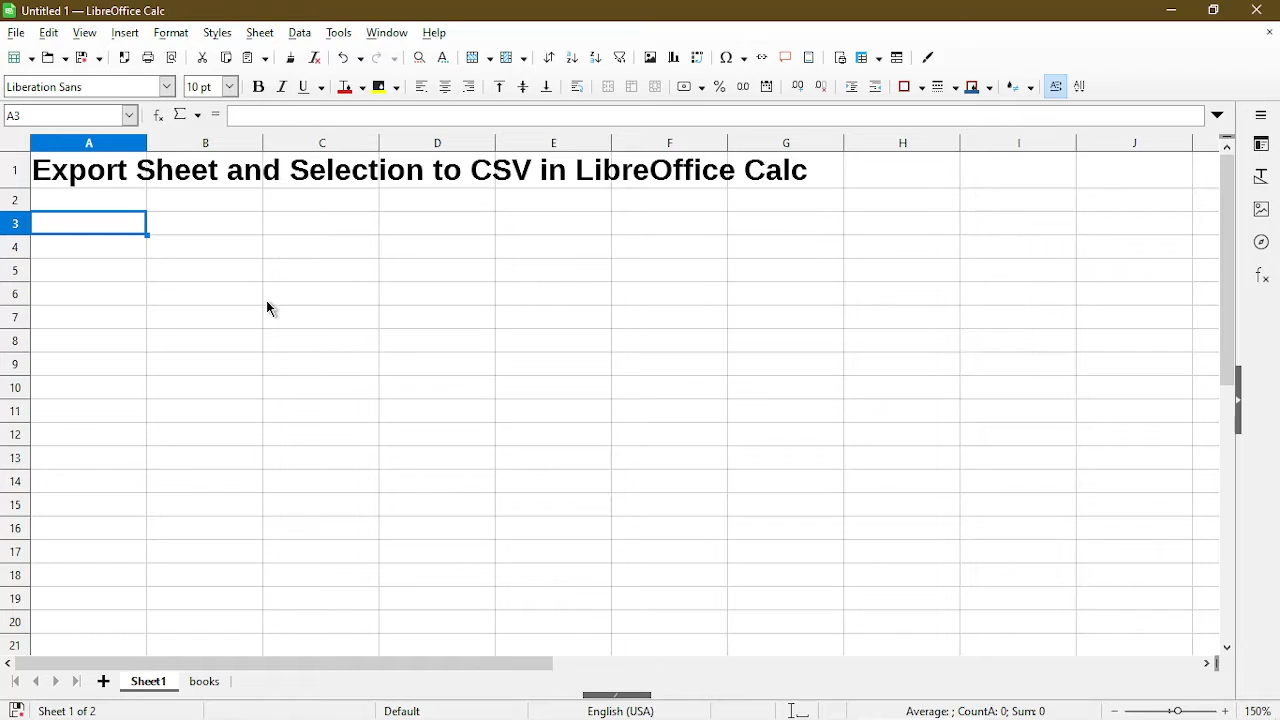 Untitled 1 — LibreOffice Calc
File Edit View Insert Format Styles Sheet Data Tools Window Help
Liberation Sans 10 pt
A3
A B C D E F G H I J
1 Export Sheet and Selection to CSV in LibreOffice Calc
2
3
4
5
6
7
8
9
10
11
12
13
14
15
16
17
18
19
20
21
Sheet1 books
Sheet 1 of 2 Default English (USA) Average: ; CountA: 0; Sum: 0 150%